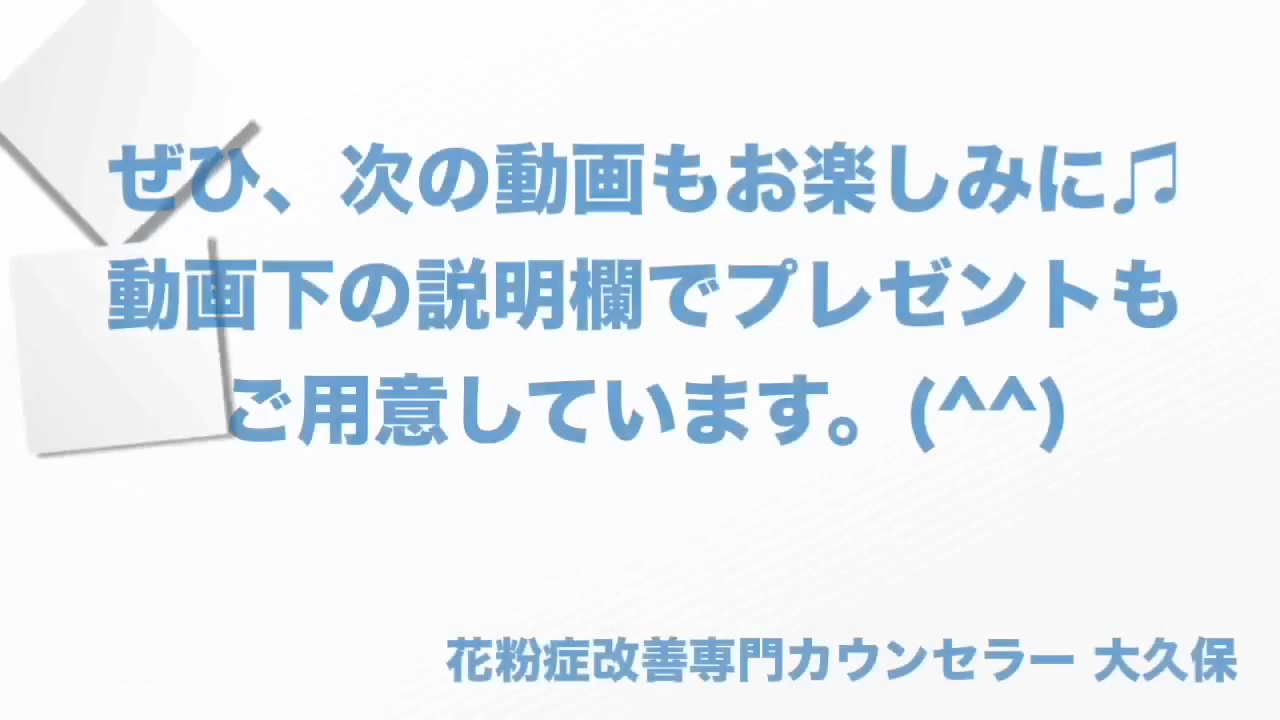 ぜひ、次の動画もお楽しみに♫
動画下の説明欄でプレゼントも
ご用意しています。(^^)
花粉症改善専門カウンセラー 大久保